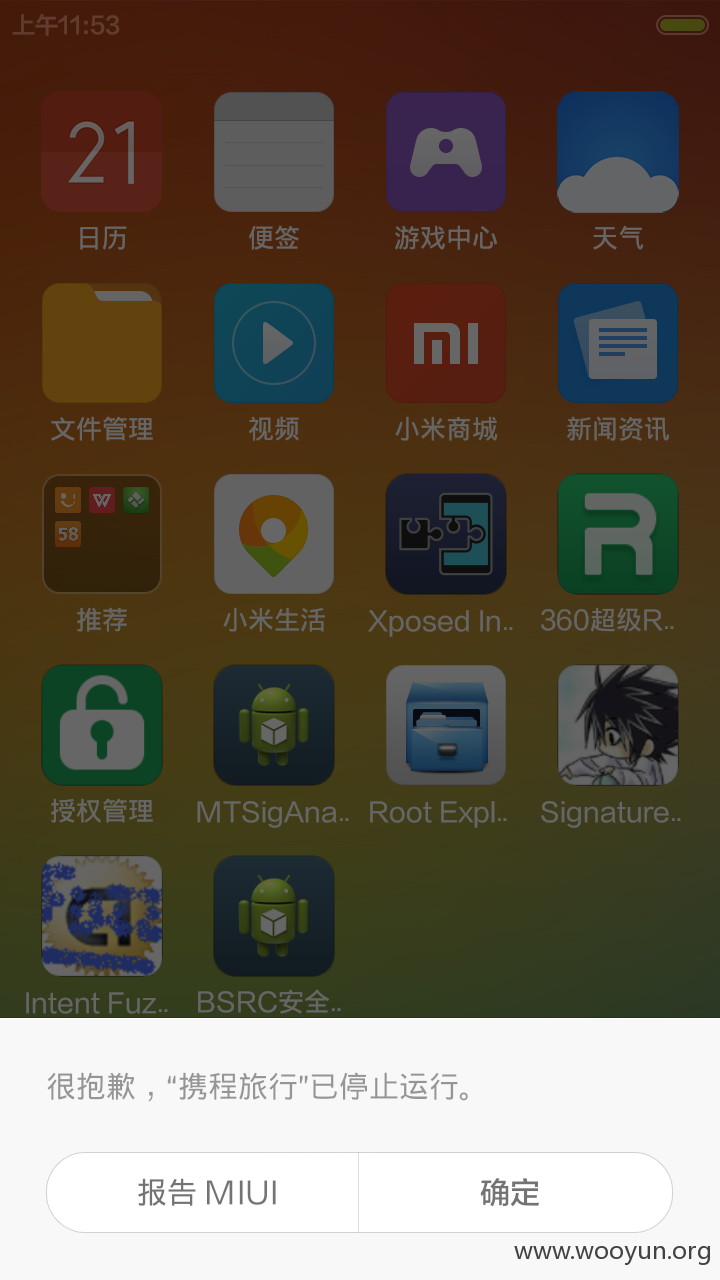 上午11:53
21
日历
便签
游戏中心
天气
mi
文件管理
视频
小米商城
新闻资讯
W
58
推荐
小米生活
Xposed In..
360超级R..
R
授权管理
MTSigAna..
Root Expl..
Signature..
Intent Fuz..
BSRC安全..
很抱歉，“携程旅行”已停止运行。
报告 MIUI
确定
www.wooyun.org